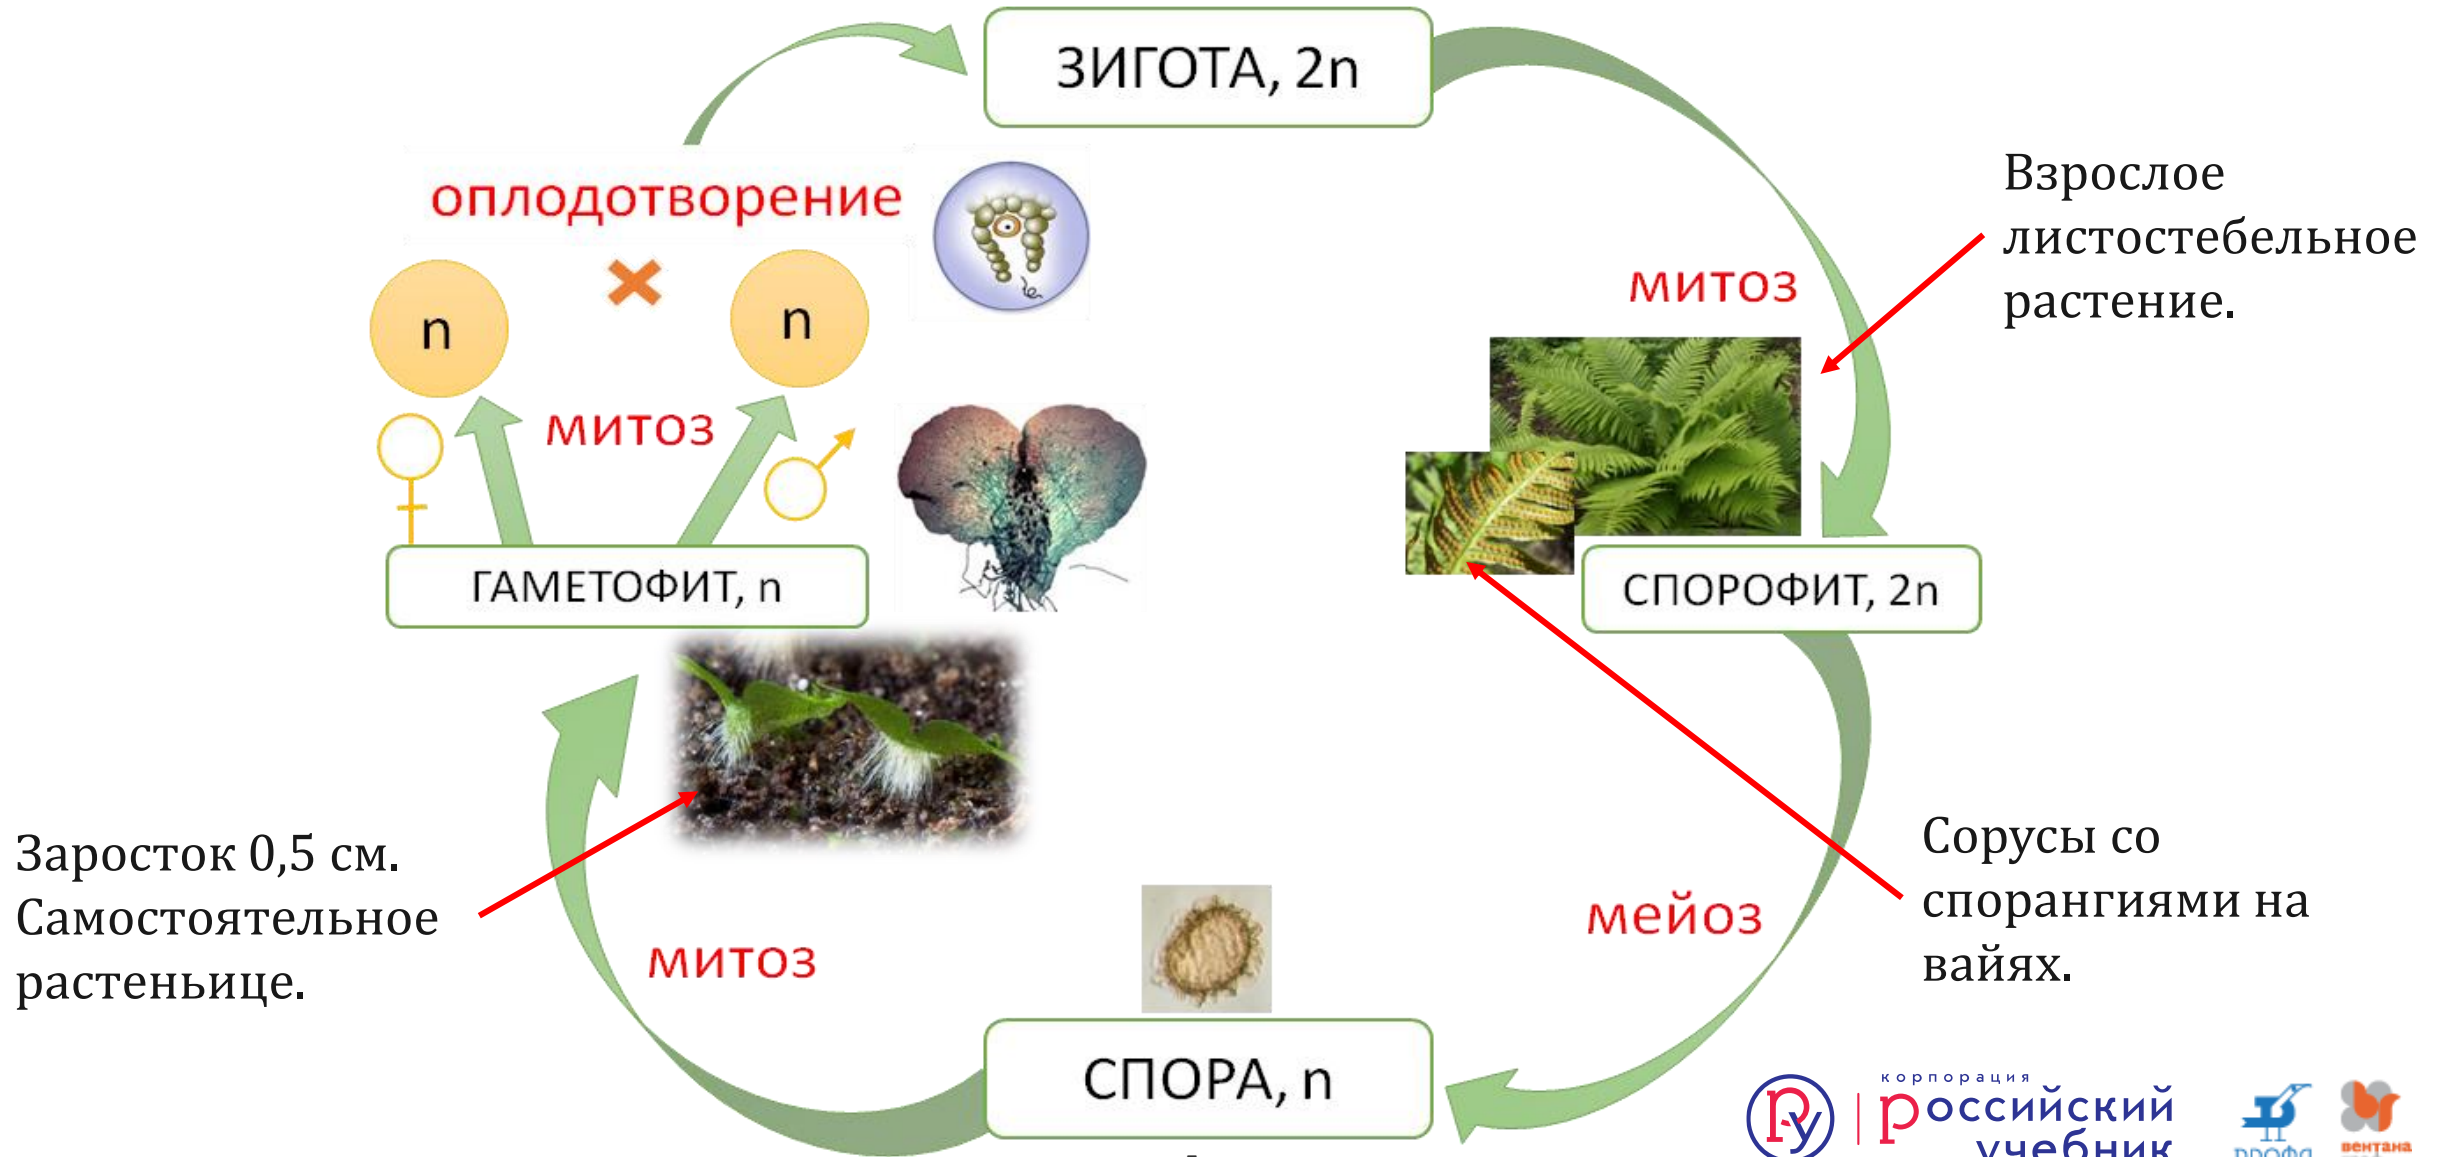 ЗИГОТА, 2n
оплодотворение
n
n
митоз
митоз
Взрослое
листостебельное
растение.
ГАМЕТОФИТ, n
СПОРОФИТ, 2n
Заросток 0,5 см.
Самостоятельное
растеньице.
митоз
мейоз
Сорусы со
спорангиями на
вайях.
СПОРА, n
корпорация
российский
учебник
вентана